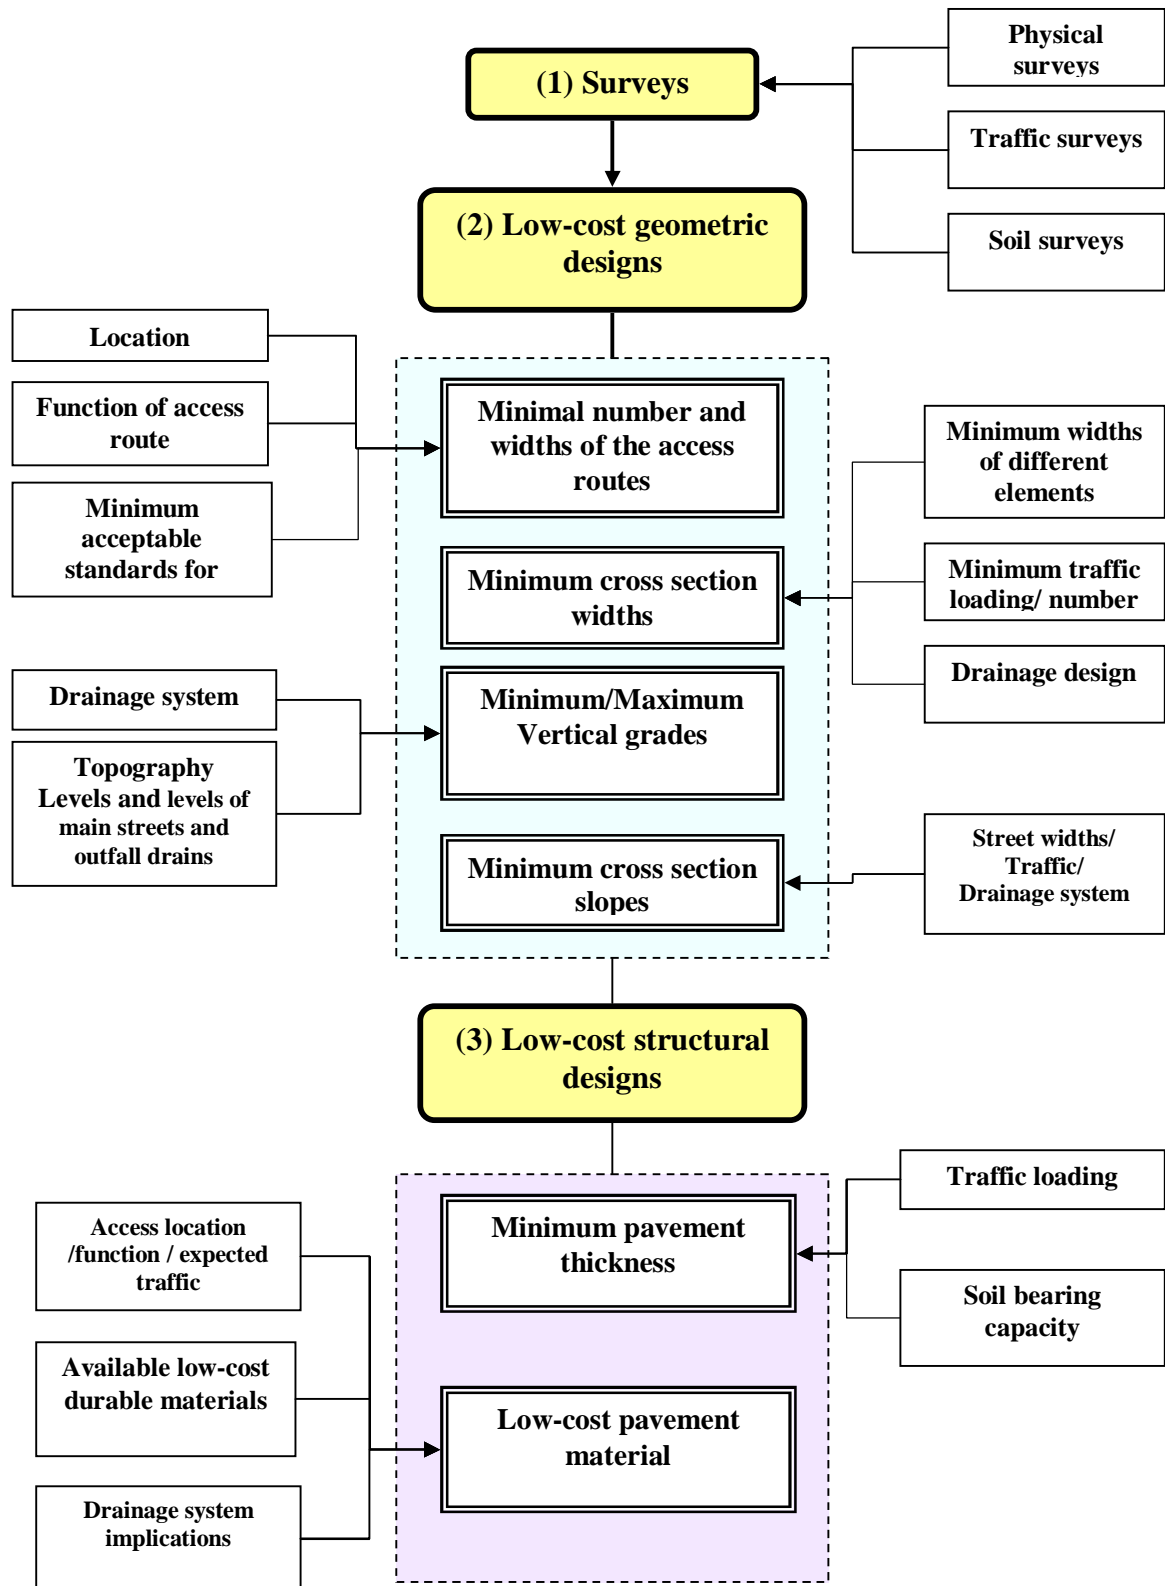 Physical
surveys
(1) Surveys
Traffic surveys
(2) Low-cost geometric
designs
Soil surveys
Location
Function of access
route
Minimum
acceptable
standards for
Minimal number and
widths of the access
routes
Minimum widths
of different
elements
Minimum cross section
widths
Minimum traffic
loading/ number
Drainage design
Drainage system
Topography
Levels and levels of
main streets and
outfall drains
Minimum/Maximum
Vertical grades
Minimum cross section
slopes
Street widths/
Traffic/
Drainage system
(3) Low-cost structural
designs
Traffic loading
Minimum pavement
thickness
Soil bearing
capacity
Access location
/function / expected
traffic
Available low-cost
durable materials
Low-cost pavement
material
Drainage system
implications